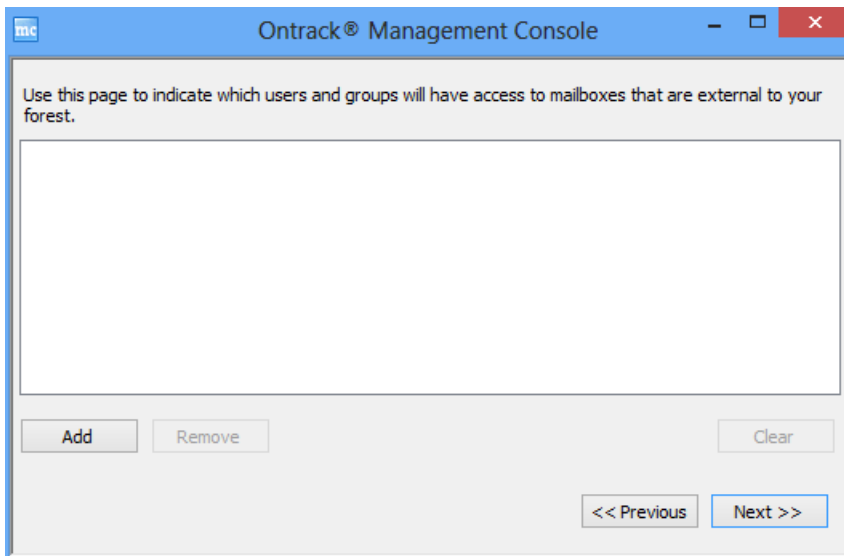 mc
Ontrack® Management Console
Use this page to indicate which users and groups will have access to mailboxes that are external to your
forest.
Add
Remove
Clear
<< Previous
Next >>